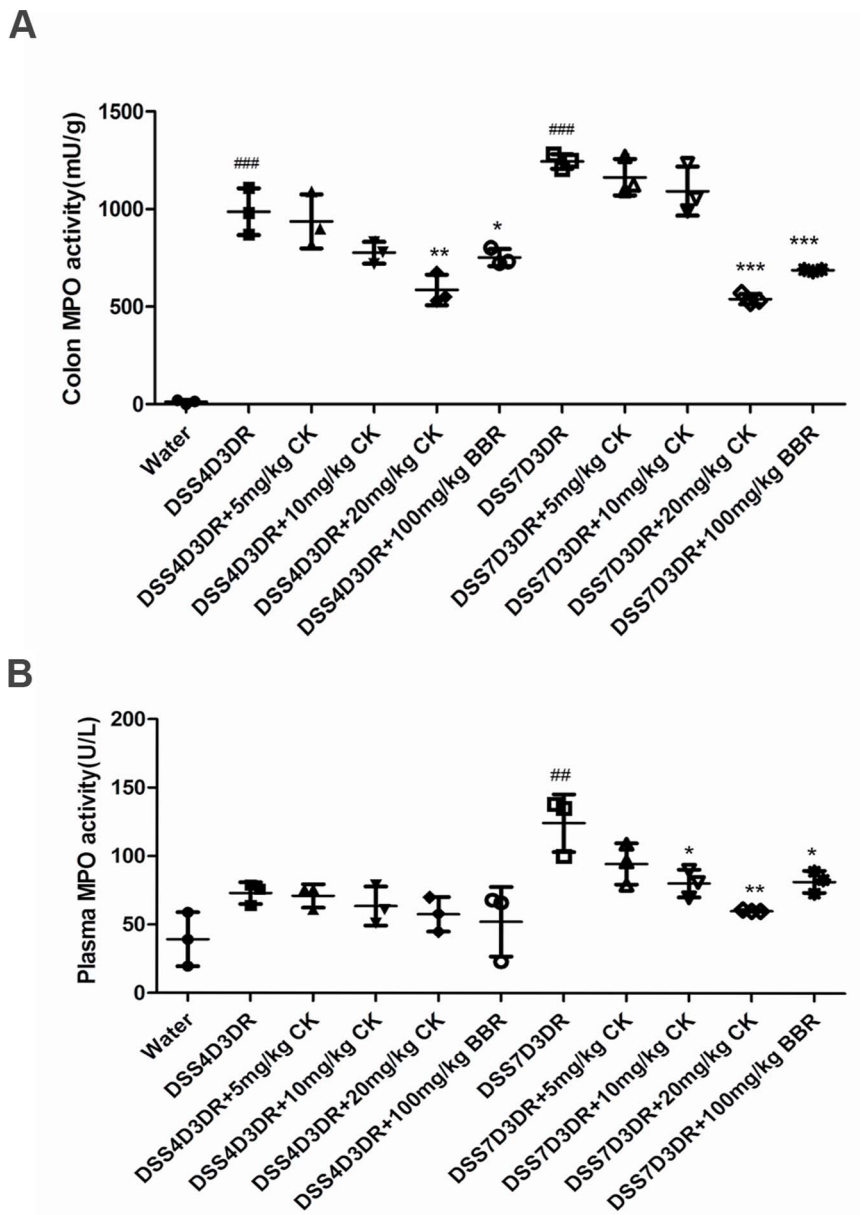 A
Colon MPO activity(mU/g)
1500
1000
500
0
###
**
*
###
***
***
Water
DSS4D3DR
DSS4D3DR+5mg/kg CK
DSS4D3DR+10mg/kg CK
DSS4D3DR+20mg/kg CK
DSS4D3DR+100mg/kg BBR
DSS7D3DR
DSS7D3DR+5mg/kg CK
DSS7D3DR+10mg/kg CK
DSS7D3DR+20mg/kg CK
DSS7D3DR+100mg/kg BBR
B
Plasma MPO activity(U/L)
200
150
100
50
0
##
*
**
*
Water
DSS4D3DR
DSS4D3DR+5mg/kg CK
DSS4D3DR+10mg/kg CK
DSS4D3DR+20mg/kg CK
DSS4D3DR+100mg/kg BBR
DSS7D3DR
DSS7D3DR+5mg/kg CK
DSS7D3DR+10mg/kg CK
DSS7D3DR+20mg/kg CK
DSS7D3DR+100mg/kg BBR